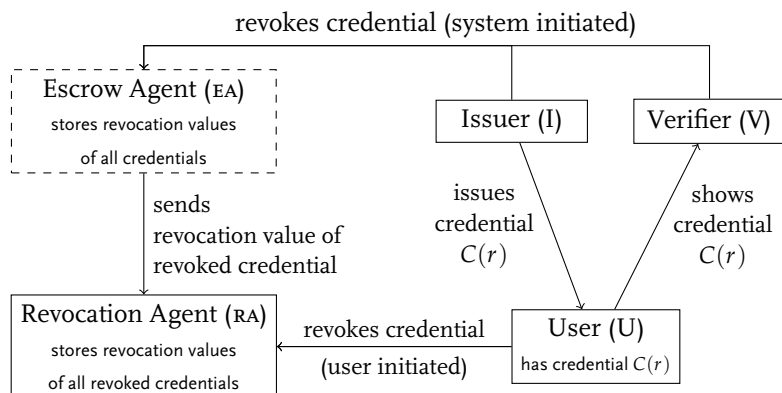 revokes credential (system initiated)
Escrow Agent (EA)
stores revocation values
of all credentials
Issuer (I)
Verifier (V)
issues
credential
C(r)
shows
credential
C(r)
sends
revocation value of
revoked credential
Revocation Agent (RA)
stores revocation values
of all revoked credentials
revokes credential
(user initiated)
User (U)
has credential C(r)